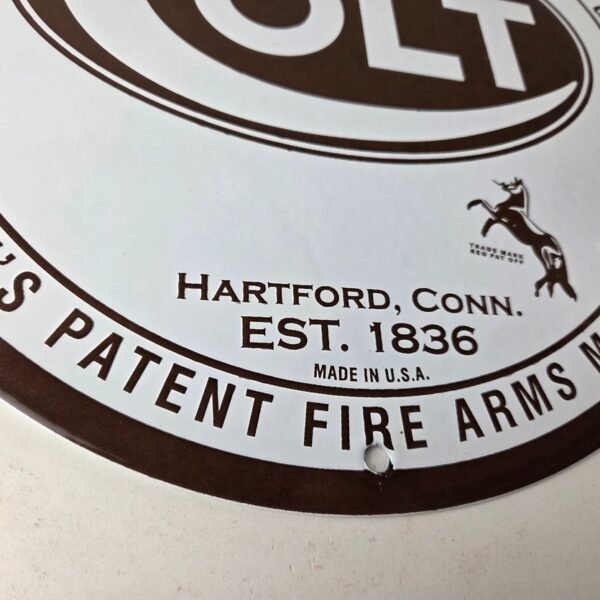 OLT
TRADE MARK
REG PAT OFF
HARTFORD, CONN.
EST. 1836
MADE IN U.S.A.
'S PATENT FIRE ARMS M